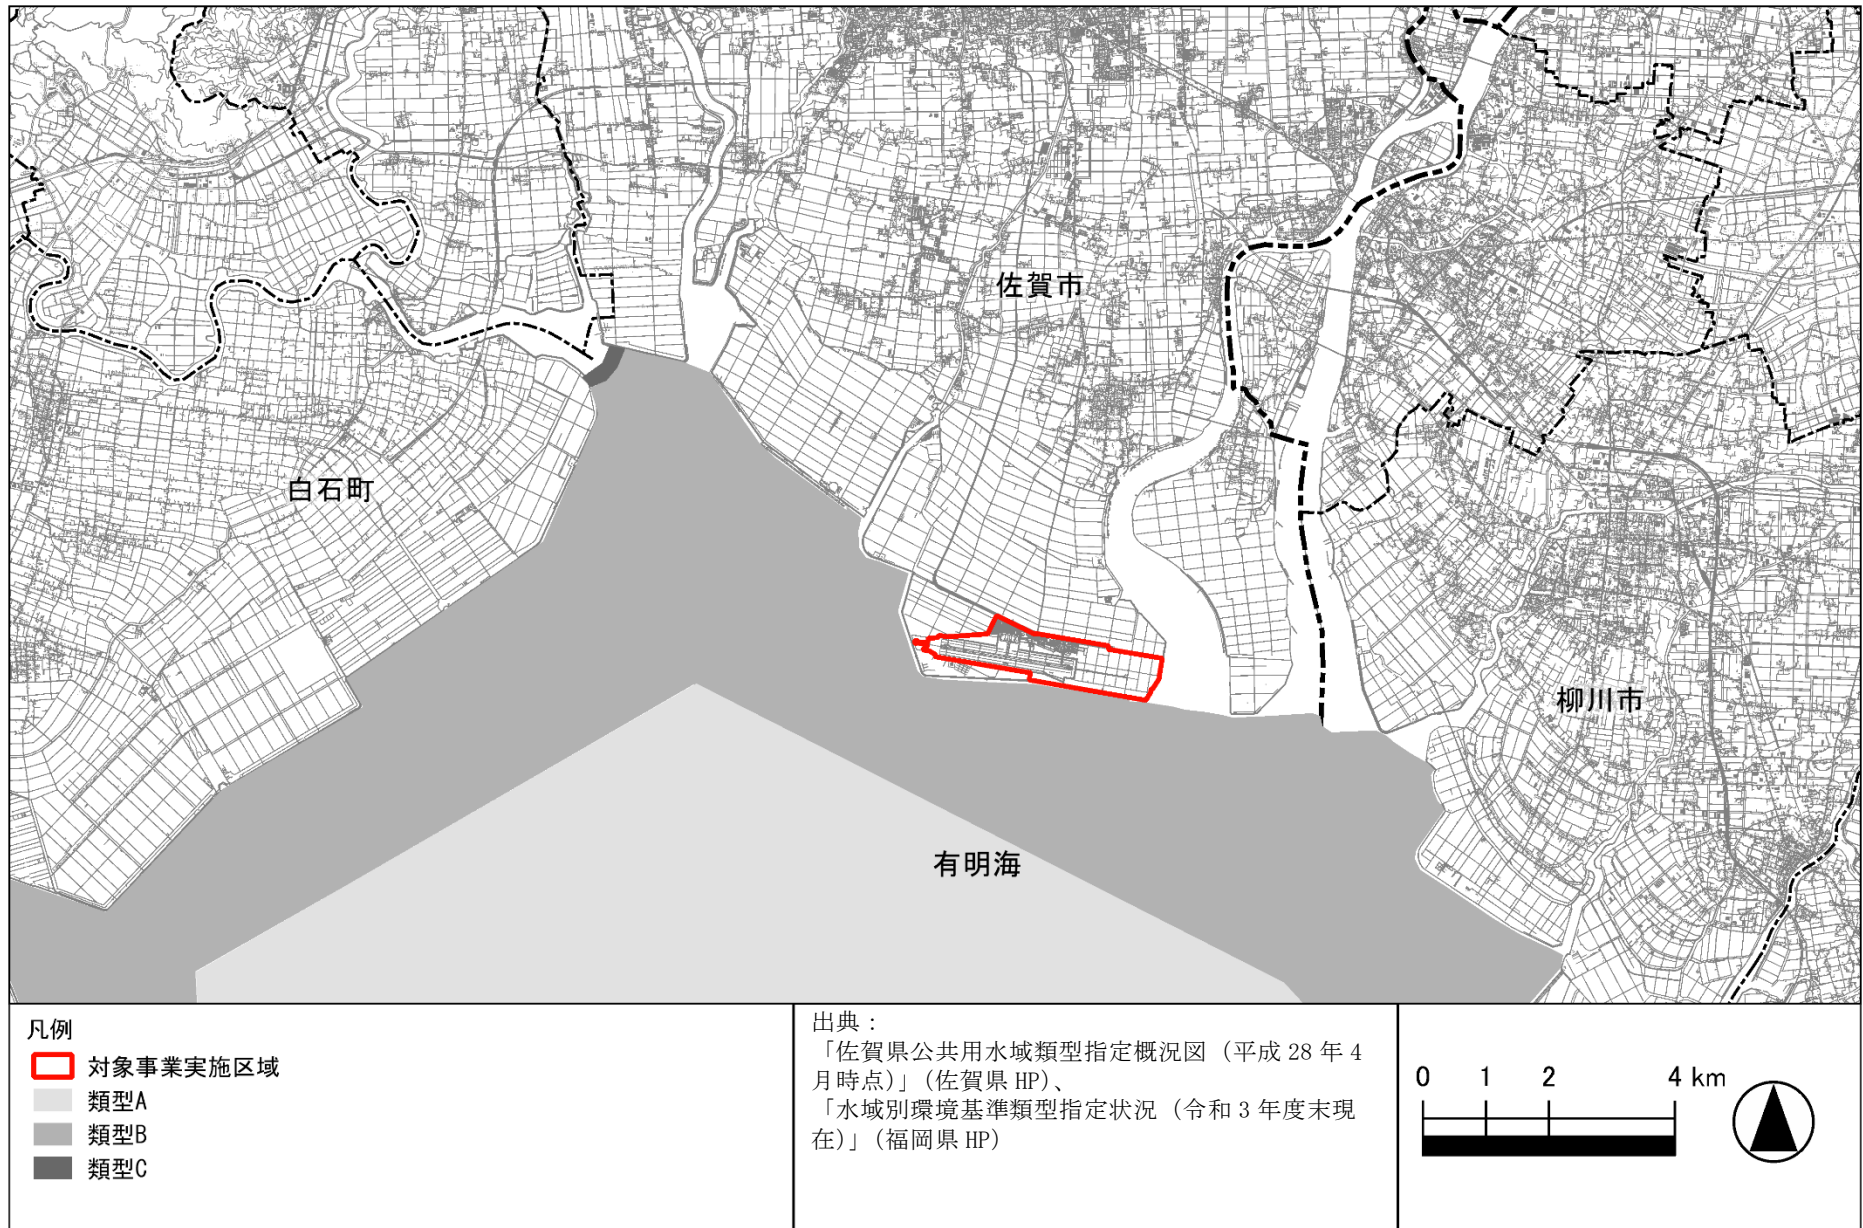 佐賀市
白石町
柳川市
有明海
凡例
対象事業実施区域
類型A
類型B
類型C
出典：
「佐賀県公共用水域類型指定概況図（平成 28 年 4
月時点)」（佐賀県 HP)、
「水域別環境基準類型指定状況（令和 3 年度末現
在)」（福岡県 HP)
0 1 2 4 km